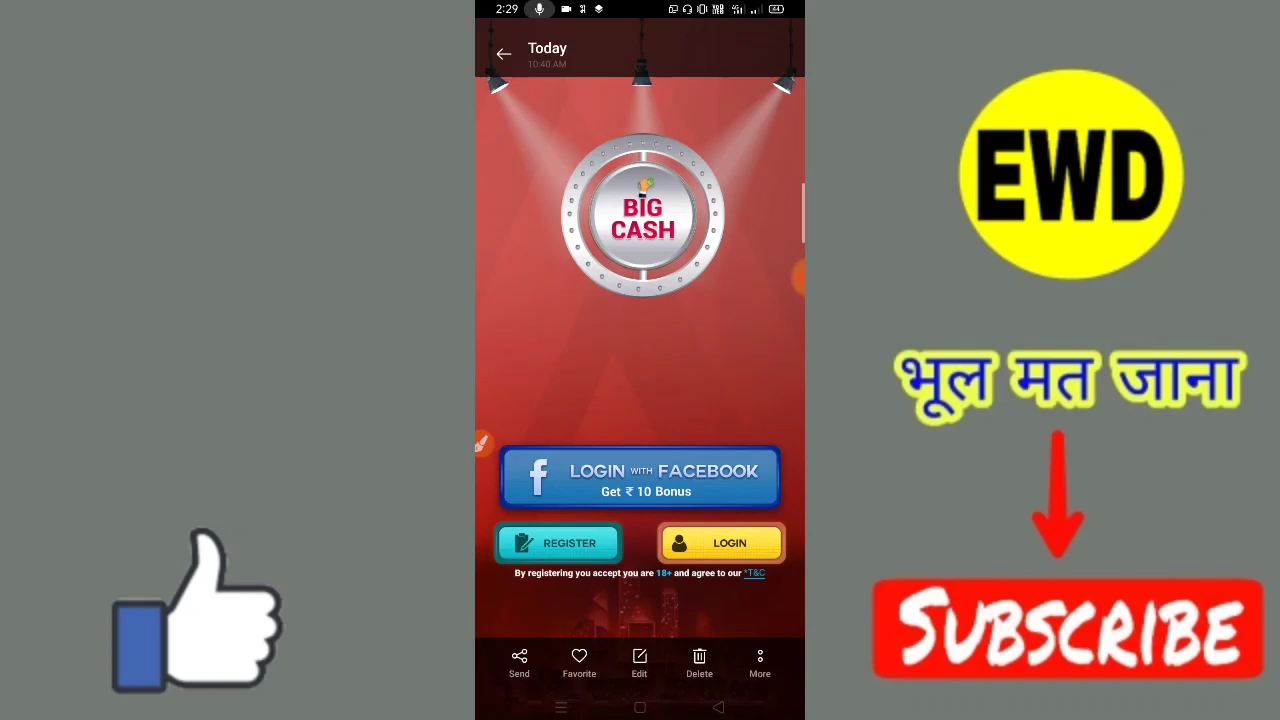 2:29
Today
10:40 AM
BIG
CASH
LOGIN WITH FACEBOOK
Get ₹ 10 Bonus
REGISTER
LOGIN
By registering you accept you are 18+ and agree to our *T&C
Send
Favorite
Edit
Delete
More
EWD
भूल मत जाना
SUBSCRIBE